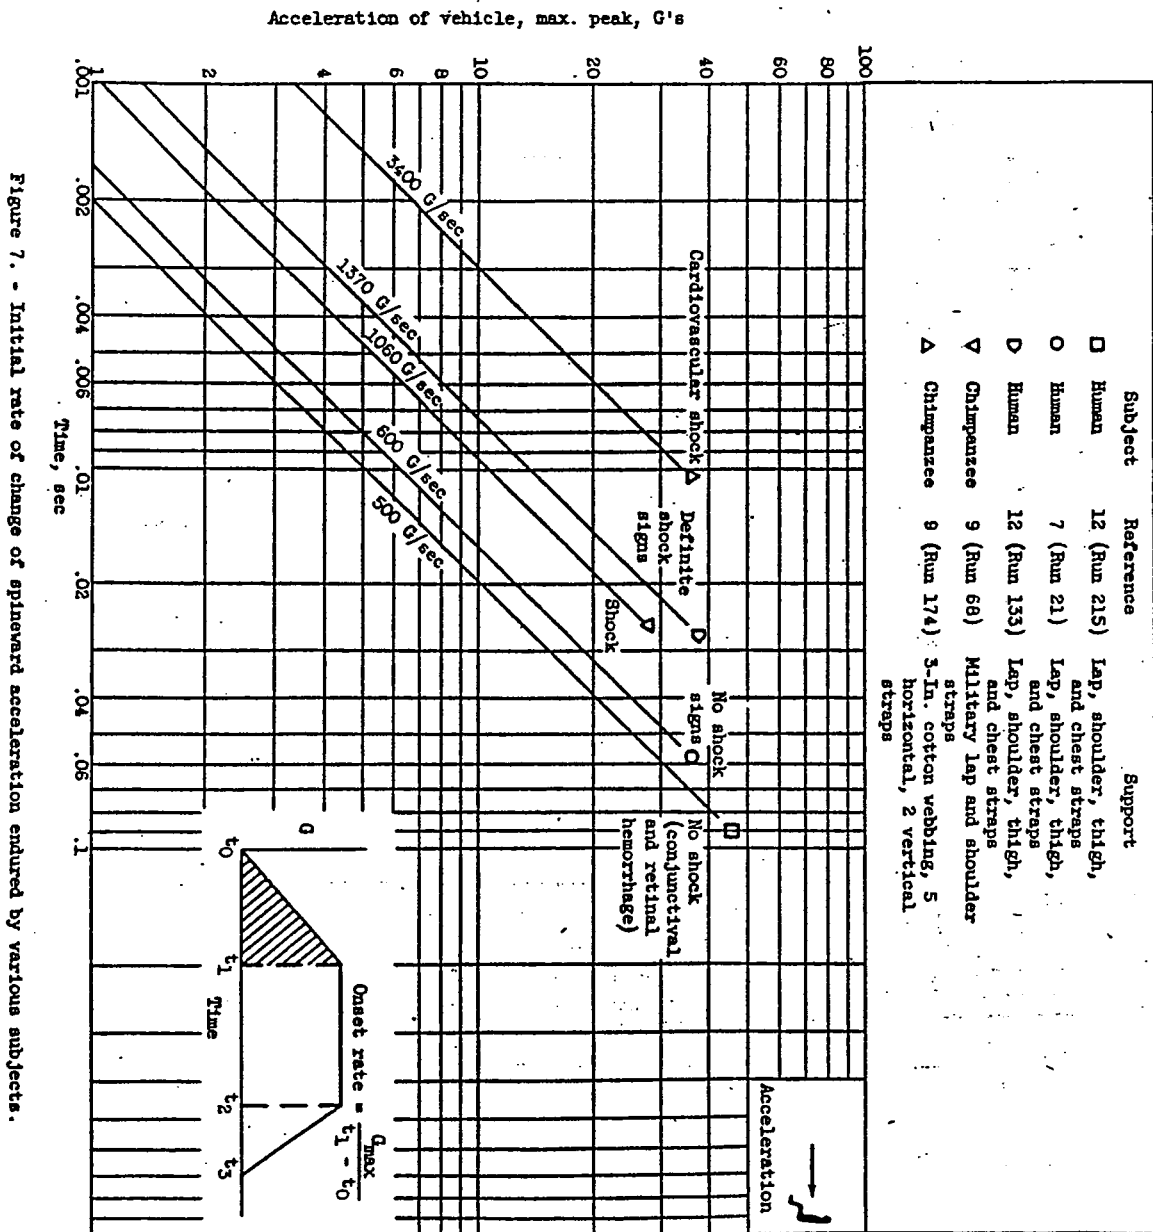 Subject Reference Support
Human 12 (Run 215) Lap, shoulder, thigh,
and chest straps
Human 7 (Run 21) Lap, shoulder, thigh,
and chest straps
Human 12 (Run 133) Lap, shoulder, thigh,
and chest straps
Chimpanzee 9 (Run 68) Military lap and shoulder
straps
Chimpanzee 9 (Run 174) 3-In. cotton webbing, 5
horizontal, 2 vertical
straps
Acceleration
Acceleration of vehicle, max. peak, G's
100
80
60
40
20
10
8
6
4
2
1
Cardiovascular shock
Definite
shock
signs
Shock
No shock
signs
No shock
(conjunctival
and retinal
hemorrhage)
3400 G/sec
1370 G/sec
1060 G/sec
600 G/sec
500 G/sec
G
Onset rate = Gmax
t1 - t0
t0 t1 t2 t3
Time
.001 .002 .004 .006 .01 .02 .04 .06 .1
Time, sec
Figure 7. - Initial rate of change of spineward acceleration endured by various subjects.